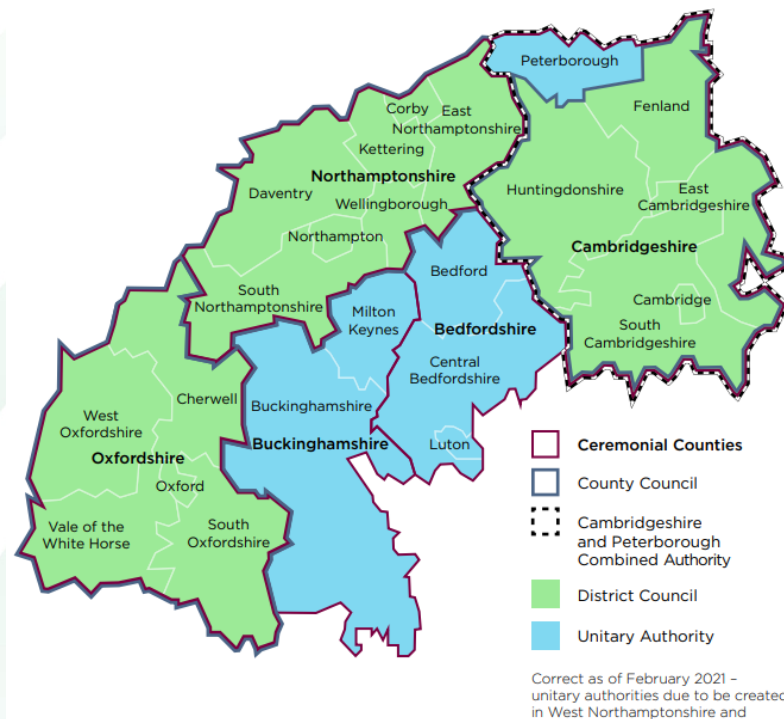 Peterborough
Fenland
Corby
East
Northamptonshire
Kettering
Northamptonshire
Daventry
Wellingborough
Huntingdonshire
East
Cambridgeshire
Northampton
Cambridgeshire
Bedford
South
Northamptonshire
Milton
Keynes
Cambridge
Bedfordshire
South
Cambridgeshire
Central
Bedfordshire
Cherwell
Buckinghamshire
West
Oxfordshire
Buckinghamshire
Luton
Oxfordshire
Oxford
Vale of the
White Horse
South
Oxfordshire
Ceremonial Counties
County Council
Cambridgeshire
and Peterborough
Combined Authority
District Council
Unitary Authority
Correct as of February 2021 –
unitary authorities due to be created
in West Northamptonshire and